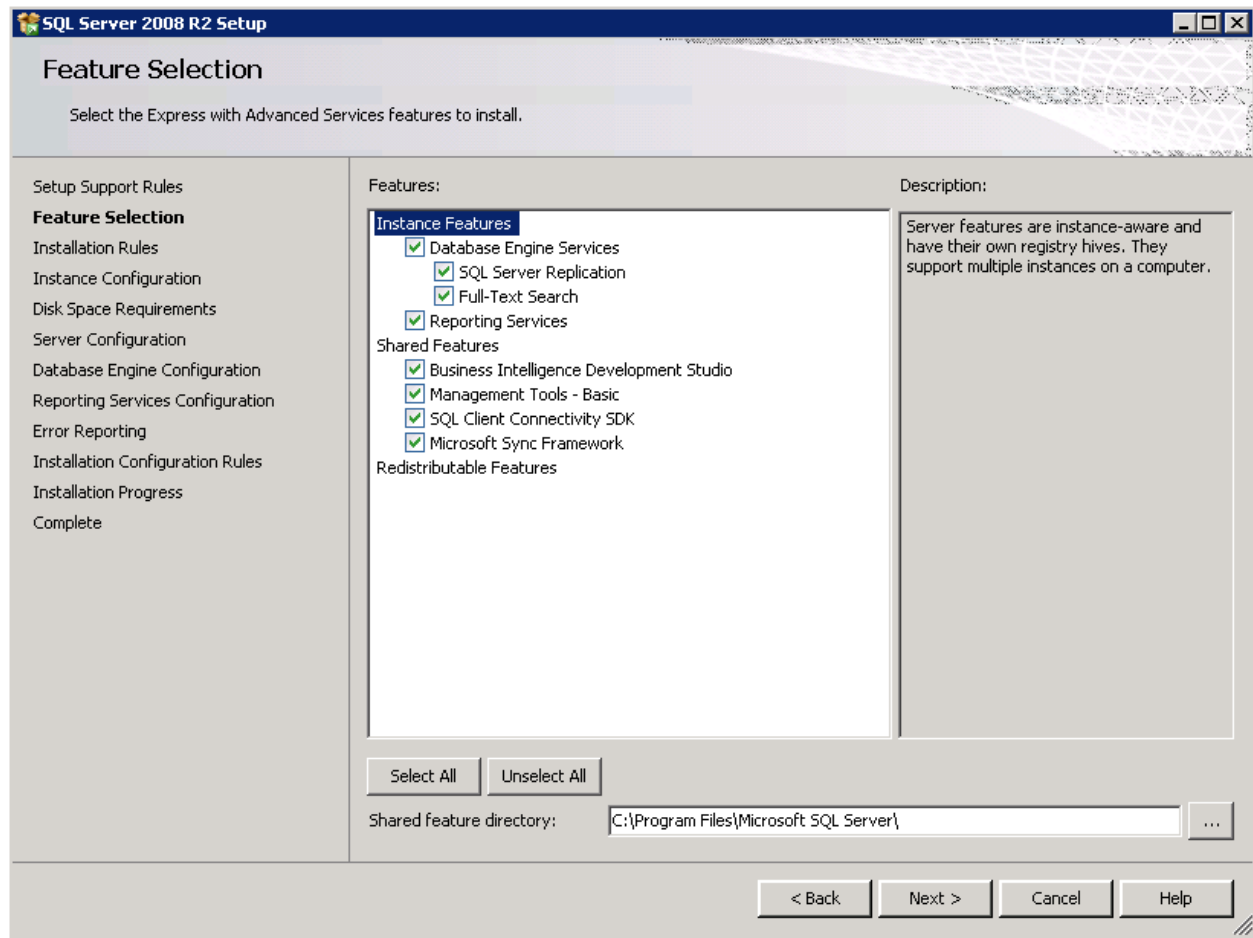 SQL Server 2008 R2 Setup
Feature Selection
Select the Express with Advanced Services features to install.
Setup Support Rules
Feature Selection
Installation Rules
Instance Configuration
Disk Space Requirements
Server Configuration
Database Engine Configuration
Reporting Services Configuration
Error Reporting
Installation Configuration Rules
Installation Progress
Complete
Features:
Instance Features
Database Engine Services
SQL Server Replication
Full-Text Search
Reporting Services
Shared Features
Business Intelligence Development Studio
Management Tools - Basic
SQL Client Connectivity SDK
Microsoft Sync Framework
Redistributable Features
Description:
Server features are instance-aware and
have their own registry hives. They
support multiple instances on a computer.
Select All
Unselect All
Shared feature directory:
C:\Program Files\Microsoft SQL Server\
...
< Back
Next >
Cancel
Help